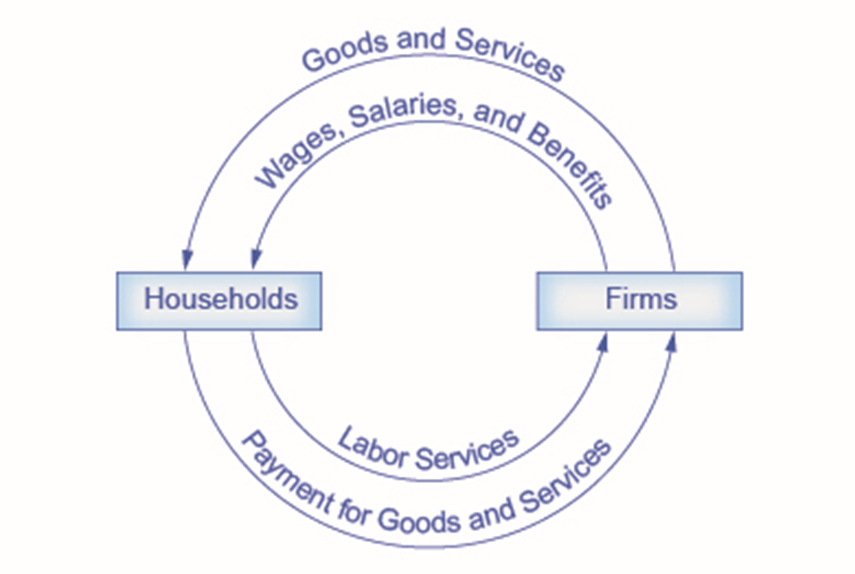 Goods and Services
Wages, Salaries, and Benefits
Households
Firms
Labor Services
Payment for Goods and Services